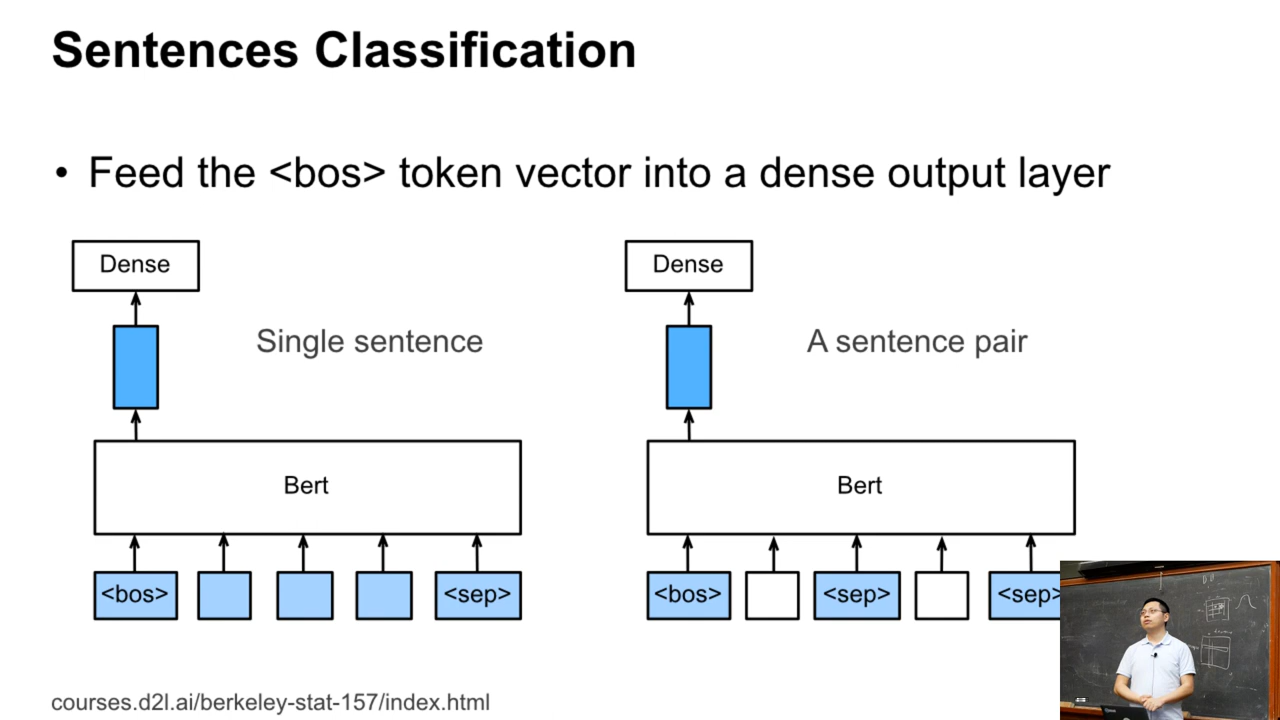 Sentences Classification
• Feed the <bos> token vector into a dense output layer
Dense
Single sentence
Bert
<bos>
<sep>
Dense
A sentence pair
Bert
<bos>
<sep>
<sep>
courses.d2l.ai/berkeley-stat-157/index.html